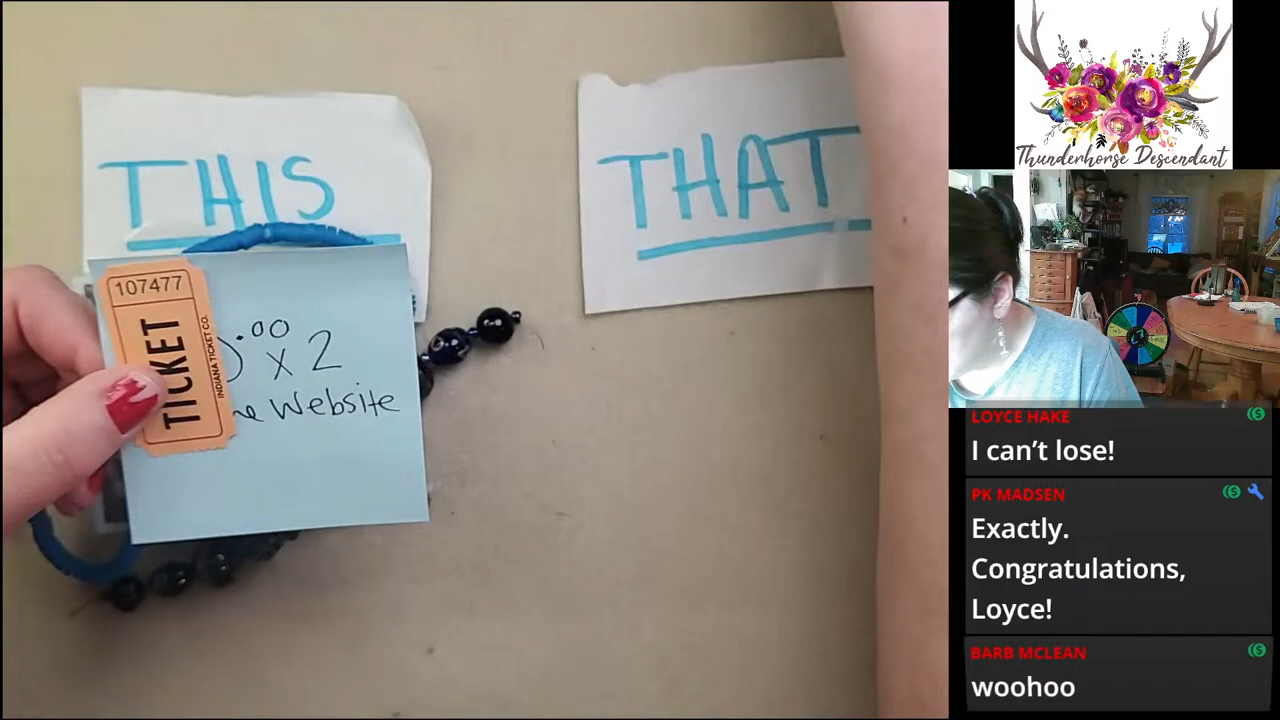 THIS
THAT
107477
TICKET
INDIANA TICKET CO.
.00
x 2
Website
Thunderhorse Descendant
LOYCE HAKE
I can't lose!
PK MADSEN
Exactly.
Congratulations,
Loyce!
BARB MCLEAN
woohoo